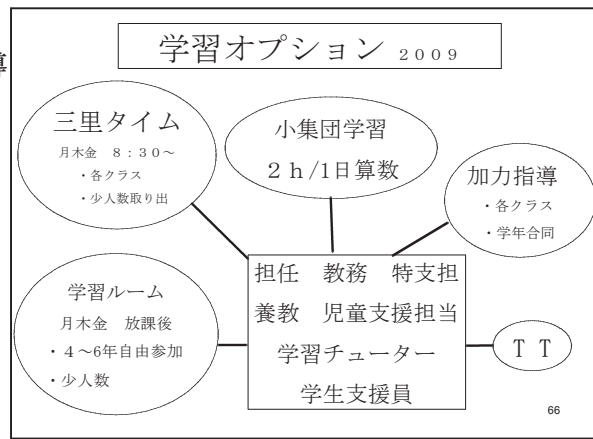 学習オプション 2009
三里タイム
月木金 8:30~
・各クラス
・少人数取り出
小集団学習
2h/1日算数
加力指導
・各クラス
・学年合同
学習ルーム
月木金 放課後
・4~6年自由参加
・少人数
担任 教務 特支担
養教 児童支援担当
学習チューター
学生支援員
TT
66